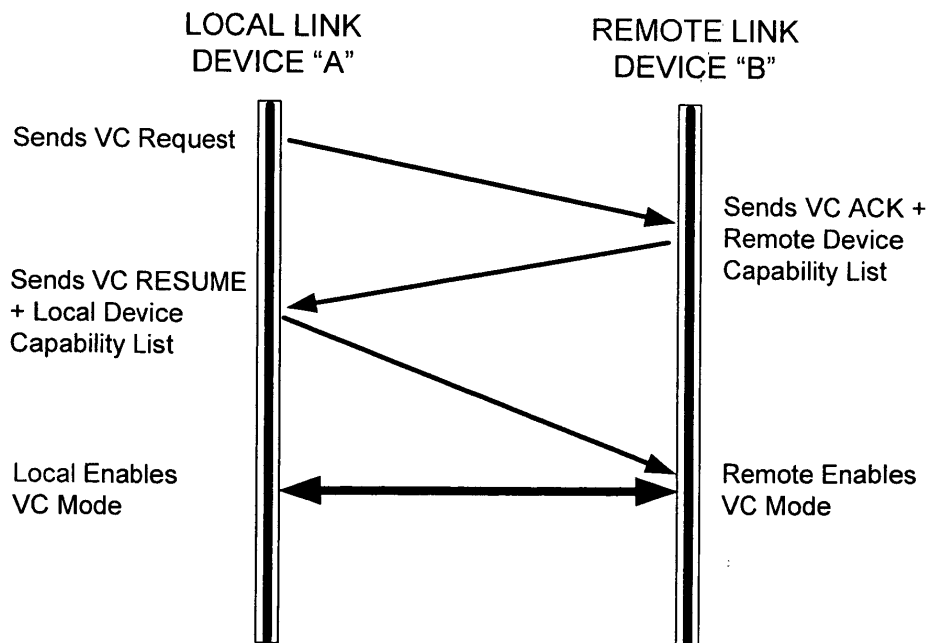 LOCAL LINK
DEVICE “A”
REMOTE LINK
DEVICE “B”
Sends VC Request
Sends VC ACK +
Remote Device
Capability List
Sends VC RESUME
+ Local Device
Capability List
Local Enables
VC Mode
Remote Enables
VC Mode